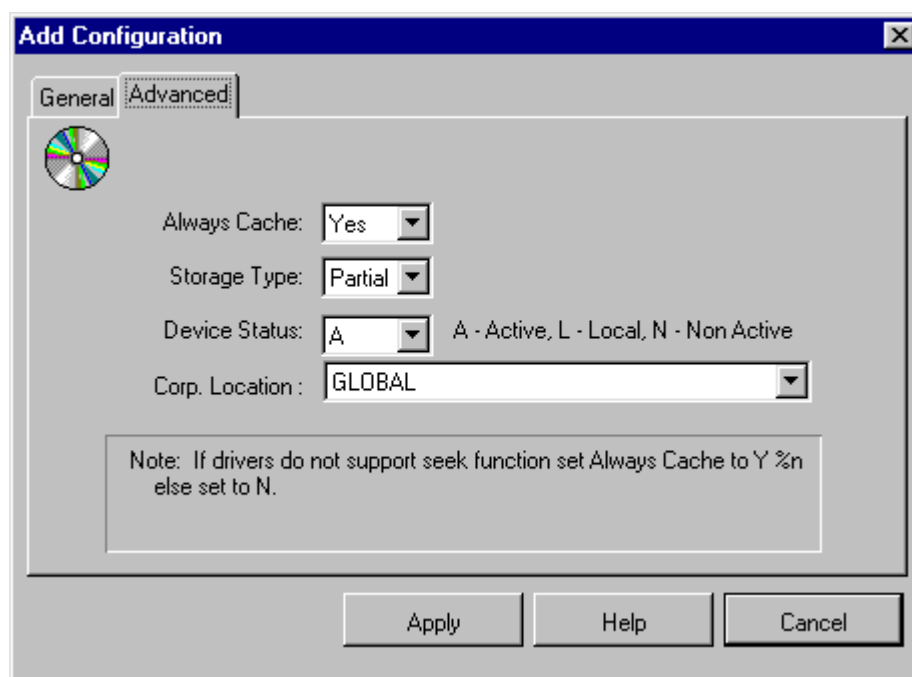 Add Configuration
General Advanced
Always Cache: Yes
Storage Type: Partial
Device Status: A A - Active, L - Local, N - Non Active
Corp. Location : GLOBAL
Note: If drivers do not support seek function set Always Cache to Y %n
else set to N.
Apply Help Cancel